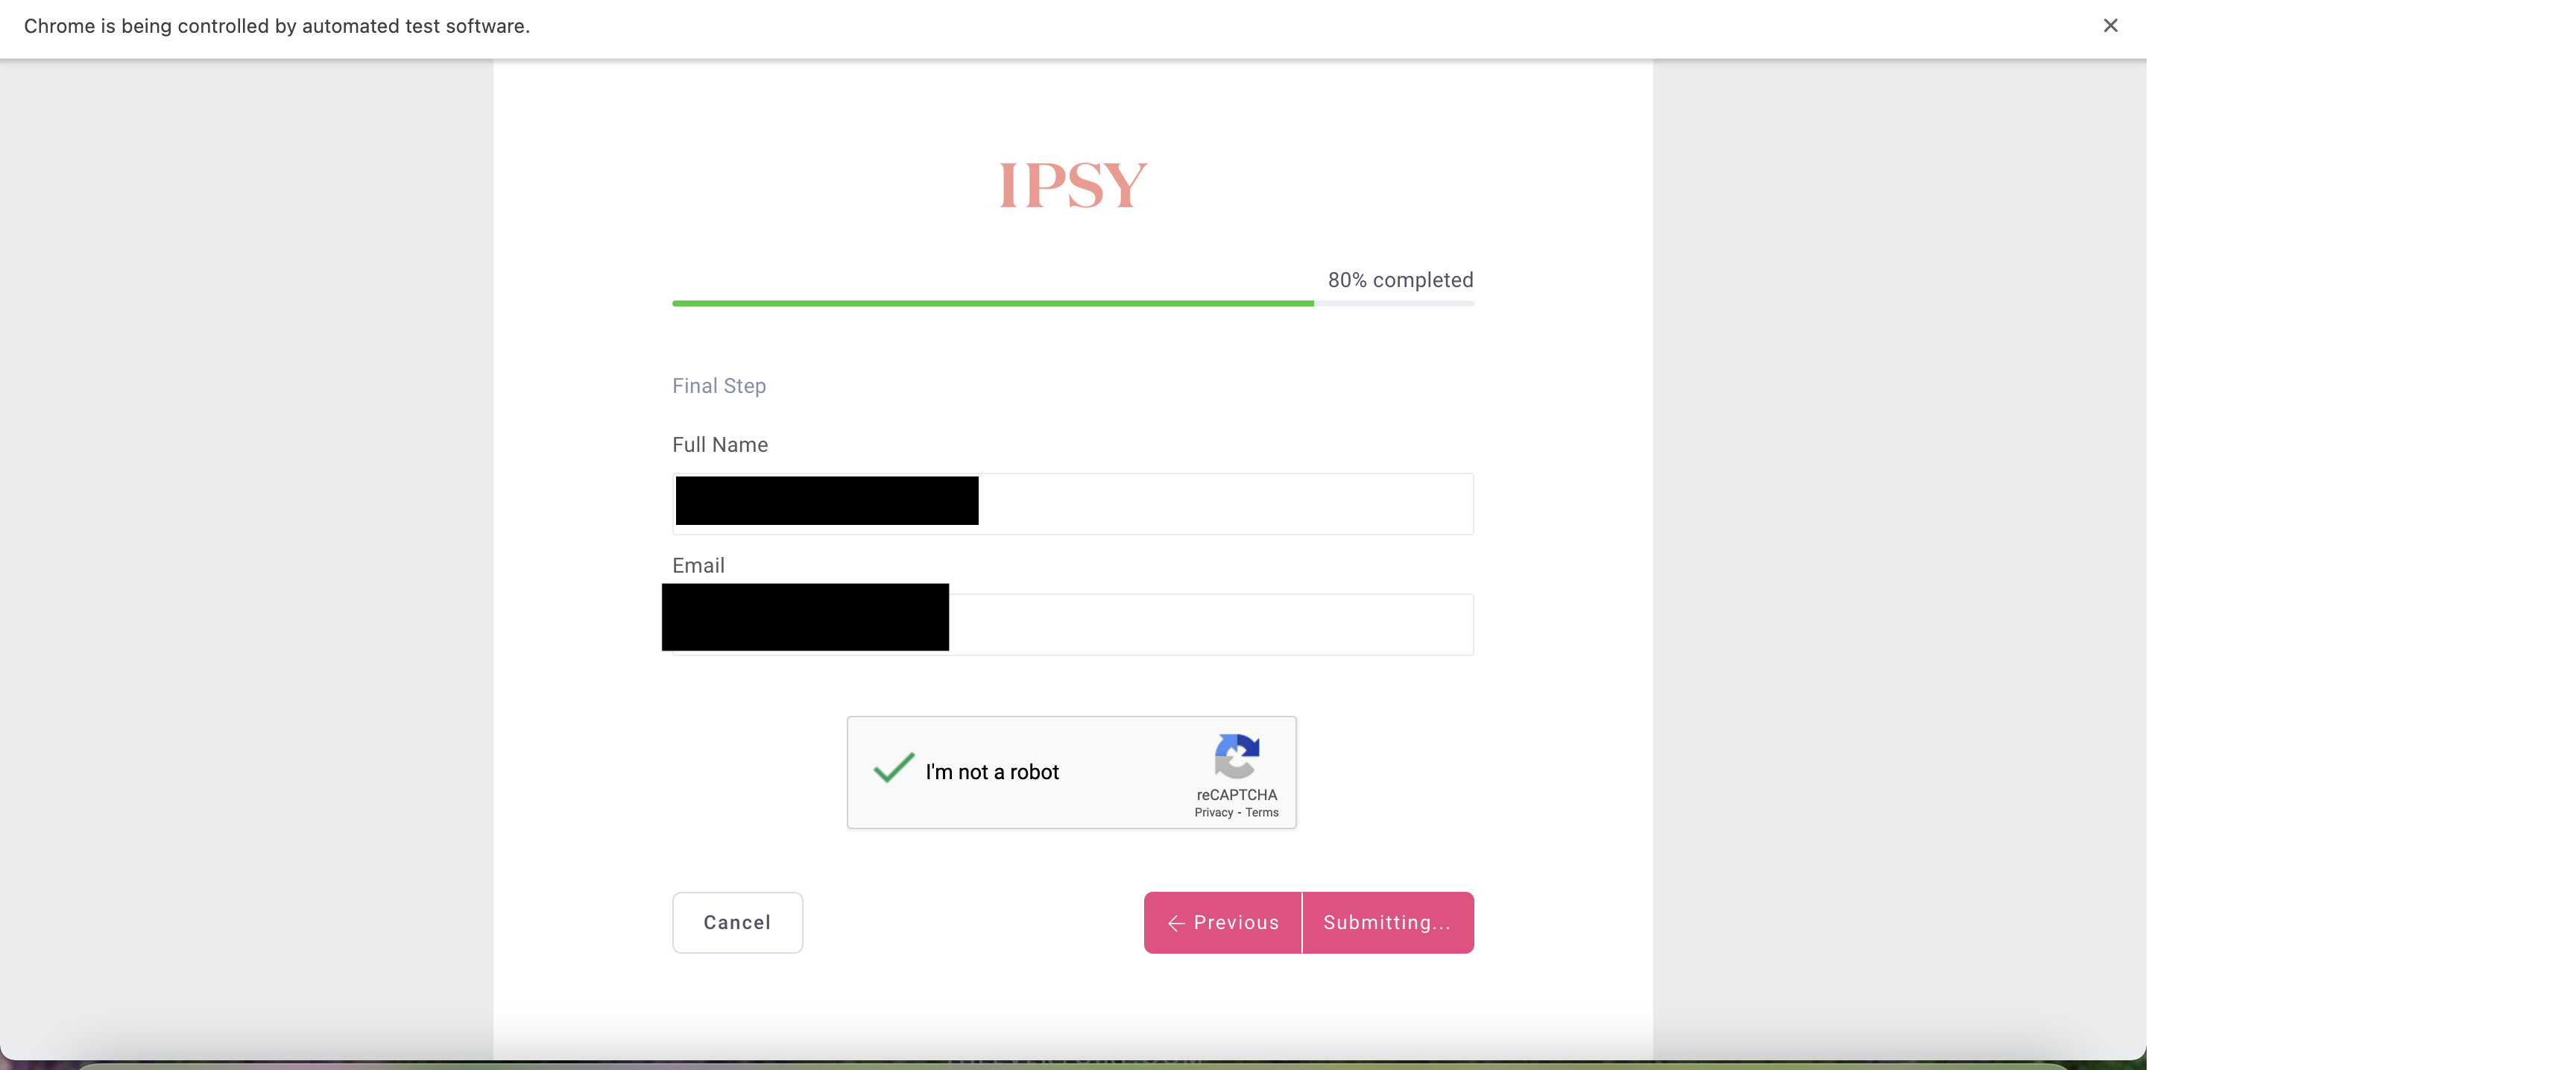 Chrome is being controlled by automated test software.
IPSY
80% completed
Final Step
Full Name
Email
I'm not a robot
reCAPTCHA
Privacy - Terms
Cancel
← Previous
Submitting...